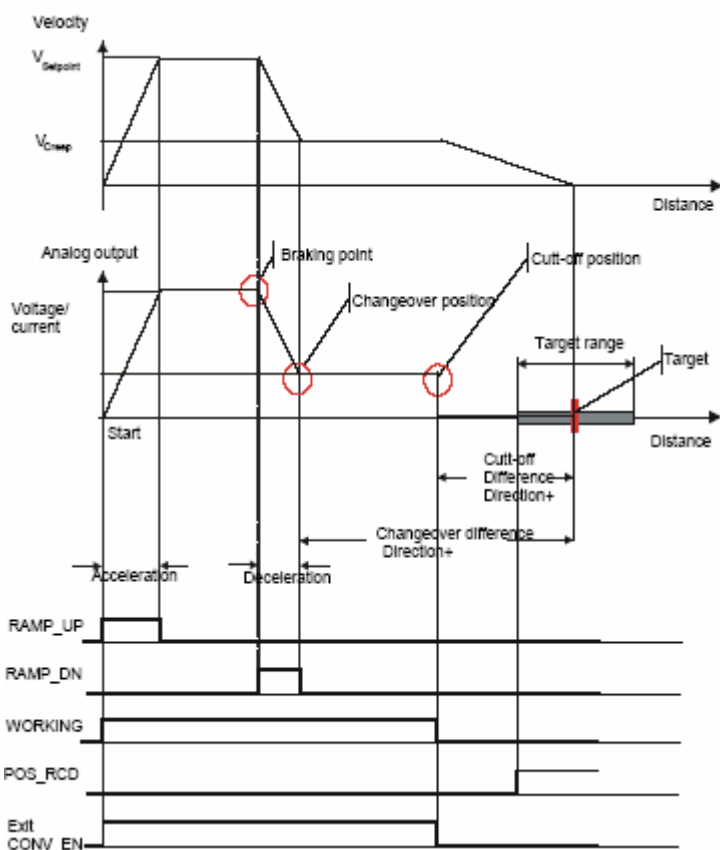 Velocity
VSetpoint
VCreep
Distance
Analog output
Braking point
Cutt-off position
Voltage/
current
Changeover position
Target range
Target
Start
Distance
Cutt-off
Difference
Direction+
Changeover difference
Direction+
Acceleration
Deceleration
RAMP_UP
RAMP_DN
WORKING
POS_RCD
Exit
CONV_EN